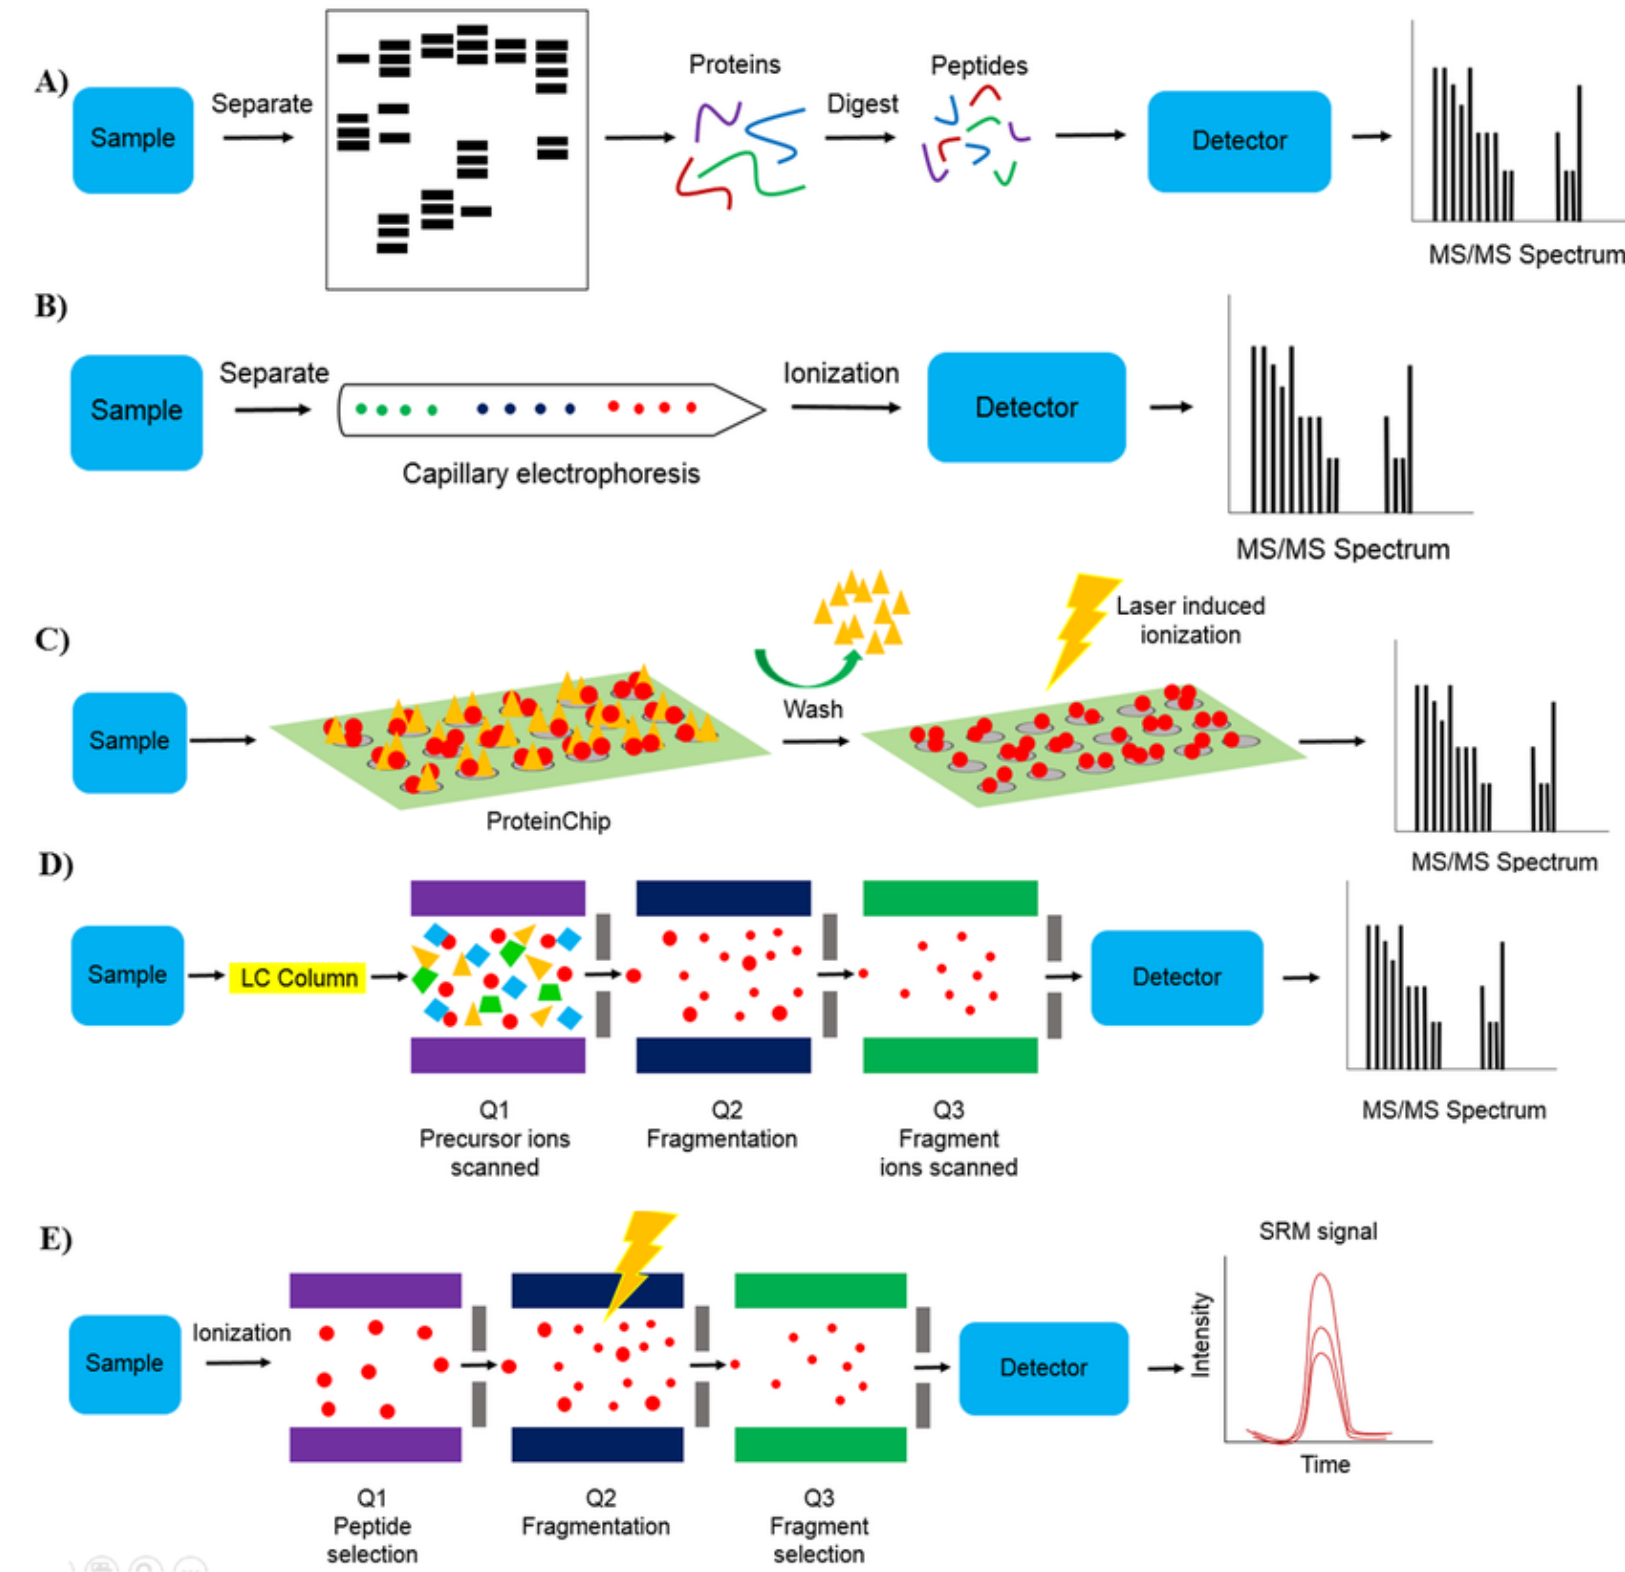 A)
Sample
Separate
Proteins
Digest
Peptides
Detector
MS/MS Spectrum
B)
Sample
Separate
Capillary electrophoresis
Ionization
Detector
MS/MS Spectrum
C)
Sample
ProteinChip
Wash
Laser induced
ionization
MS/MS Spectrum
D)
Sample
LC Column
Q1
Precursor ions
scanned
Q2
Fragmentation
Q3
Fragment
ions scanned
Detector
MS/MS Spectrum
E)
Sample
Ionization
Q1
Peptide
selection
Q2
Fragmentation
Q3
Fragment
selection
Detector
SRM signal
Intensity
Time